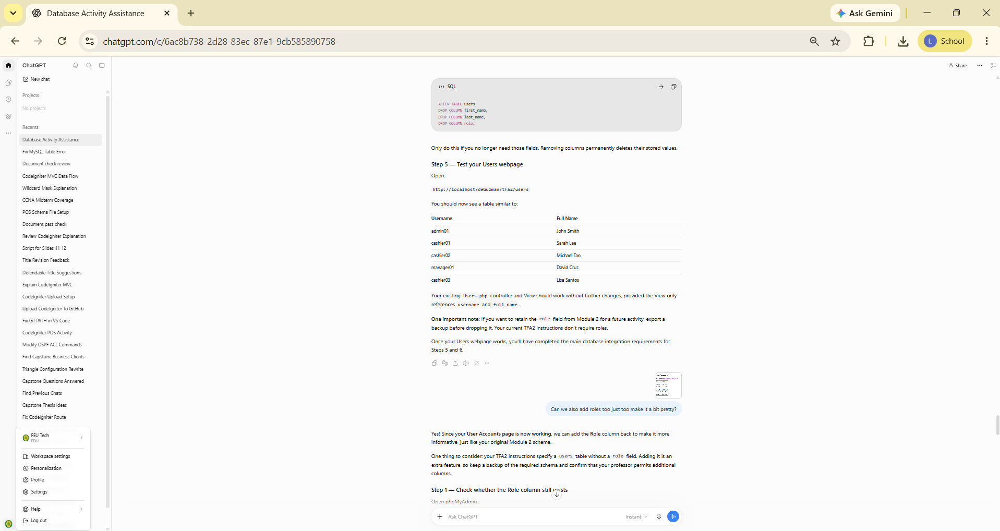 Database Activity Assistance
Ask Gemini
chatgpt.com/c/6ac8b738-2d28-83ec-87e1-9cb585890758
L School
ChatGPT
Share
New chat
Projects
No projects
Recents
Database Activity Assistance
Fix MySQL Table Error
Document check review
CodeIgniter MVC Data Flow
Wildcard Mask Explanation
CCNA Midterm Coverage
POS Schema File Setup
Document pass check
Review CodeIgniter Explanation
Script for Slides 11 12
Title Revision Feedback
Defendable Title Suggestions
Explain CodeIgniter MVC
CodeIgniter Upload Setup
Upload CodeIgniter To GitHub
Fix Git PATH in VS Code
CodeIgniter POS Activity
Modify OSPF ACL Commands
Find Capstone Business Clients
Triangle Configuration Rewrite
Capstone Questions Answered
Find Previous Chats
Capstone Thesis Ideas
Fix CodeIgniter Route
FEU Tech
EDU
Workspace settings
Personalization
Profile
Settings
Help
Log out
SQL
ALTER TABLE users
DROP COLUMN first_name,
DROP COLUMN last_name,
DROP COLUMN role;
Only do this if you no longer need those fields. Removing columns permanently deletes their stored values.
Step 5 — Test your Users webpage
Open:
http://localhost/deGuzman/tfa2/users
You should now see a table similar to:
Username Full Name
admin01 John Smith
cashier01 Sarah Lee
cashier02 Michael Tan
manager01 David Cruz
cashier03 Lisa Santos
Your existing Users.php controller and View should work without further changes, provided the View only
references username and full_name.
One important note: If you want to retain the role field from Module 2 for a future activity, export a
backup before dropping it. Your current TFA2 instructions don't require roles.
Once your Users webpage works, you'll have completed the main database integration requirements for
Steps 5 and 6.
Can we also add roles too just too make it a bit pretty?
Yes! Since your User Accounts page is now working, we can add the Role column back to make it more
informative, just like your original Module 2 schema.
One thing to consider: your TFA2 instructions specify a users table without a role field. Adding it is an
extra feature, so keep a backup of the required schema and confirm that your professor permits additional
columns.
Step 1 — Check whether the Role column still exists
Open phpMyAdmin:
Ask ChatGPT
Instant